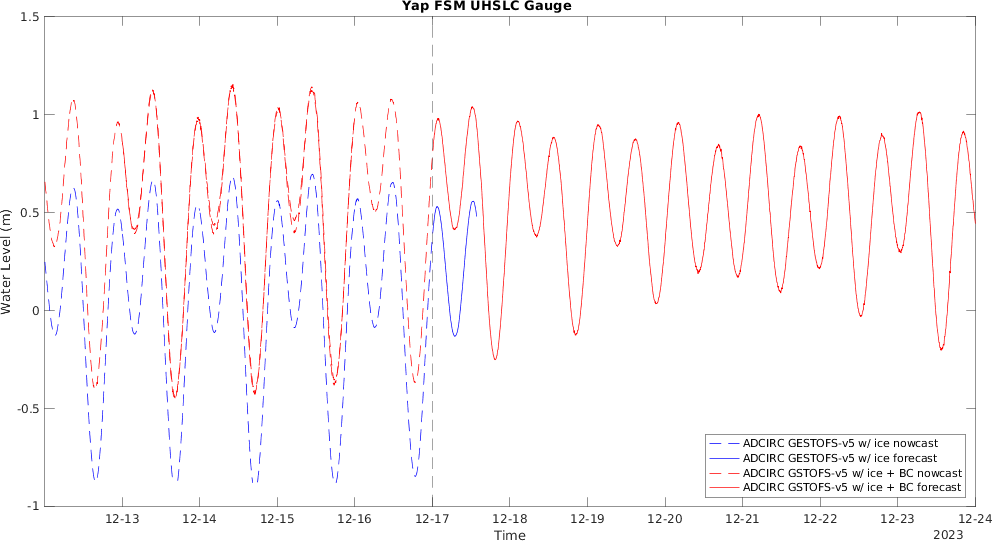 Yap FSM UHSLC Gauge
1.5
1
0.5
0
-0.5
-1
Water Level (m)
12-13 12-14 12-15 12-16 12-17 12-18 12-19 12-20 12-21 12-22 12-23 12-24
Time
2023
ADCIRC GESTOFS-v5 w/ ice nowcast
ADCIRC GESTOFS-v5 w/ ice forecast
ADCIRC GSTOFS-v5 w/ ice + BC nowcast
ADCIRC GSTOFS-v5 w/ ice + BC forecast